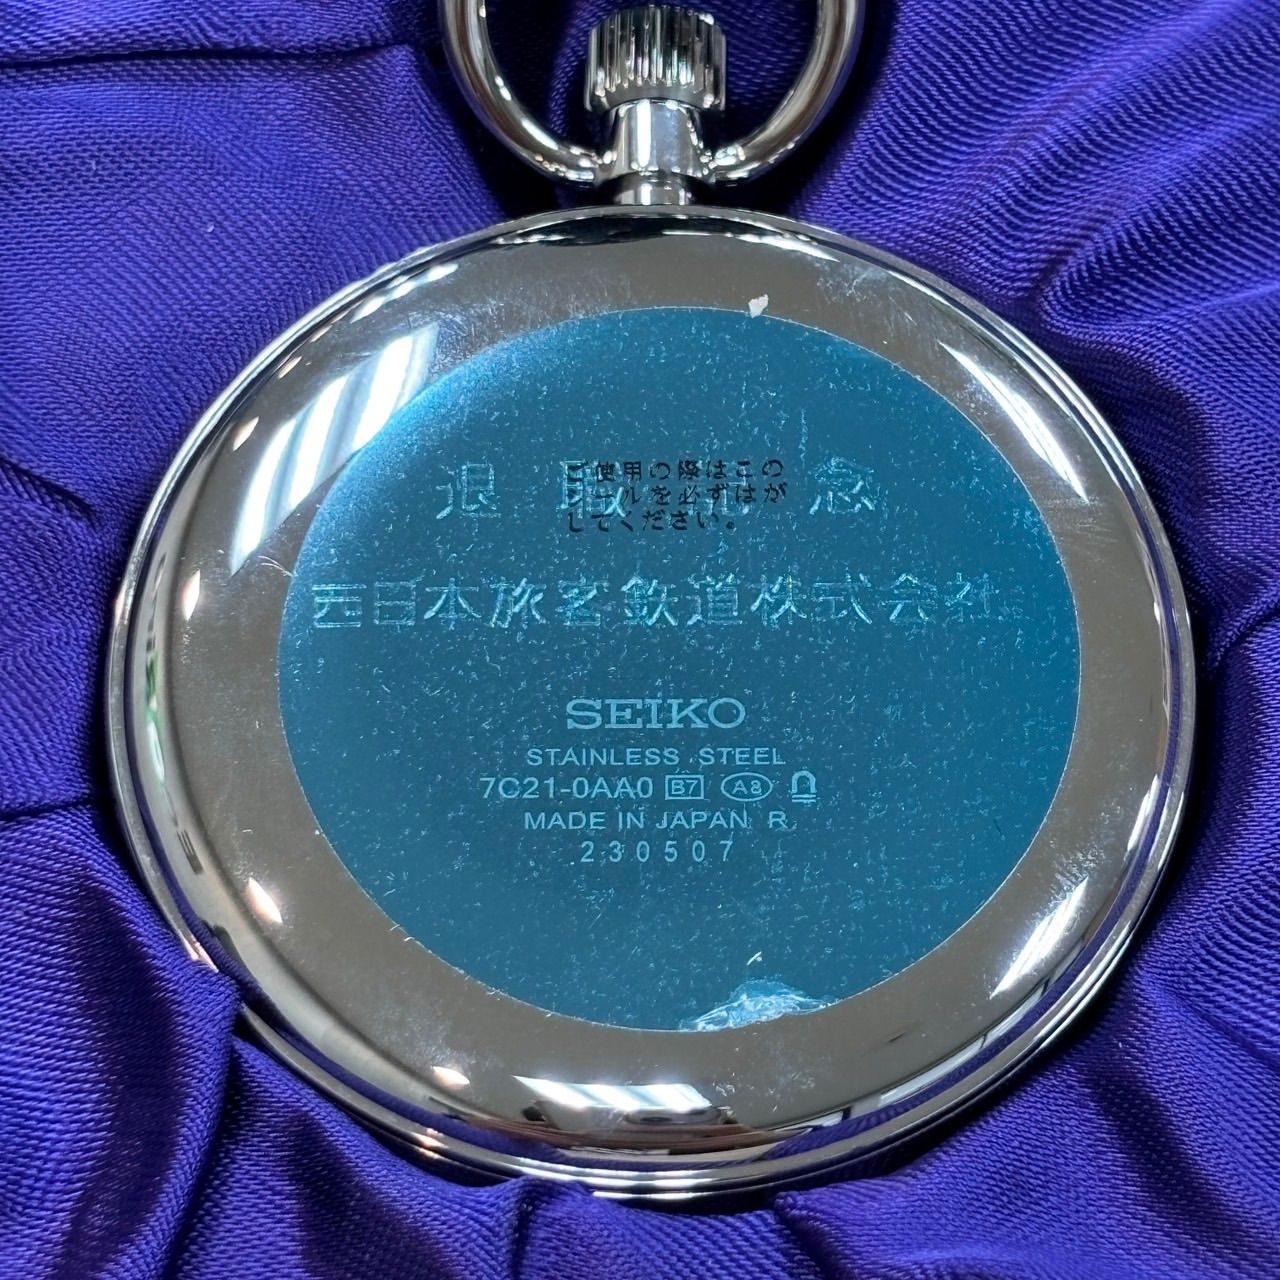 退職記念
ご使用の際はこの
シールを必ずはが
してください。
西日本旅客鉄道株式会社
SEIKO
STAINLESS STEEL
7C21-0AA0 B7 A8
MADE IN JAPAN R
230507